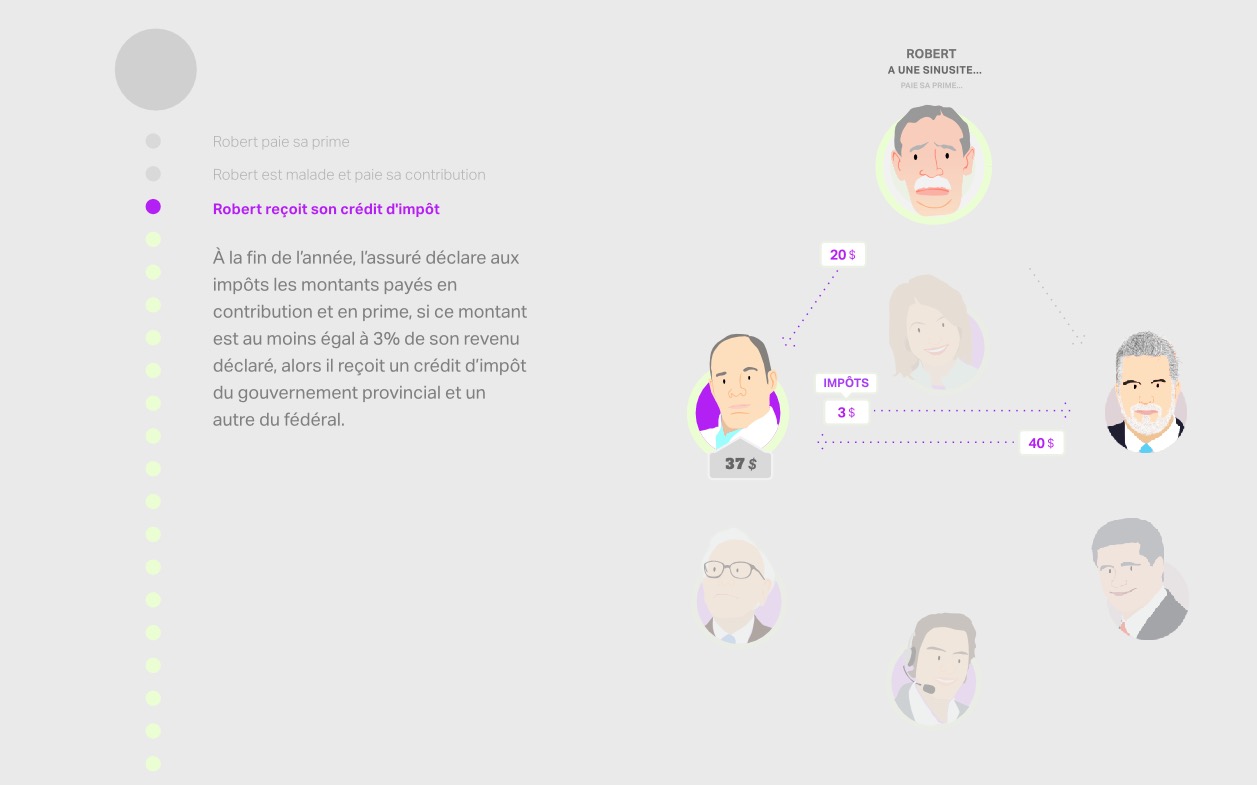 ROBERT
A UNE SINUSITE...
PAIE SA PRIME...
Robert paie sa prime
Robert est malade et paie sa contribution
Robert reçoit son crédit d'impôt
À la fin de l’année, l’assuré déclare aux
impôts les montants payés en
contribution et en prime, si ce montant
est au moins égal à 3% de son revenu
déclaré, alors il reçoit un crédit d’impôt
du gouvernement provincial et un
autre du fédéral.
20 $
IMPÔTS
3 $
40 $
37 $